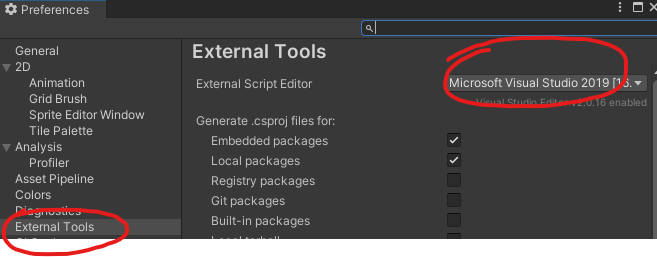 Preferences
General
2D
Animation
Grid Brush
Sprite Editor Window
Tile Palette
Analysis
Profiler
Asset Pipeline
Colors
Diagnostics
External Tools
External Tools
External Script Editor
Microsoft Visual Studio 2019 [16.
Visual Studio Editor v2.0.16 enabled
Generate .csproj files for:
Embedded packages
Local packages
Registry packages
Git packages
Built-in packages
Local tarball